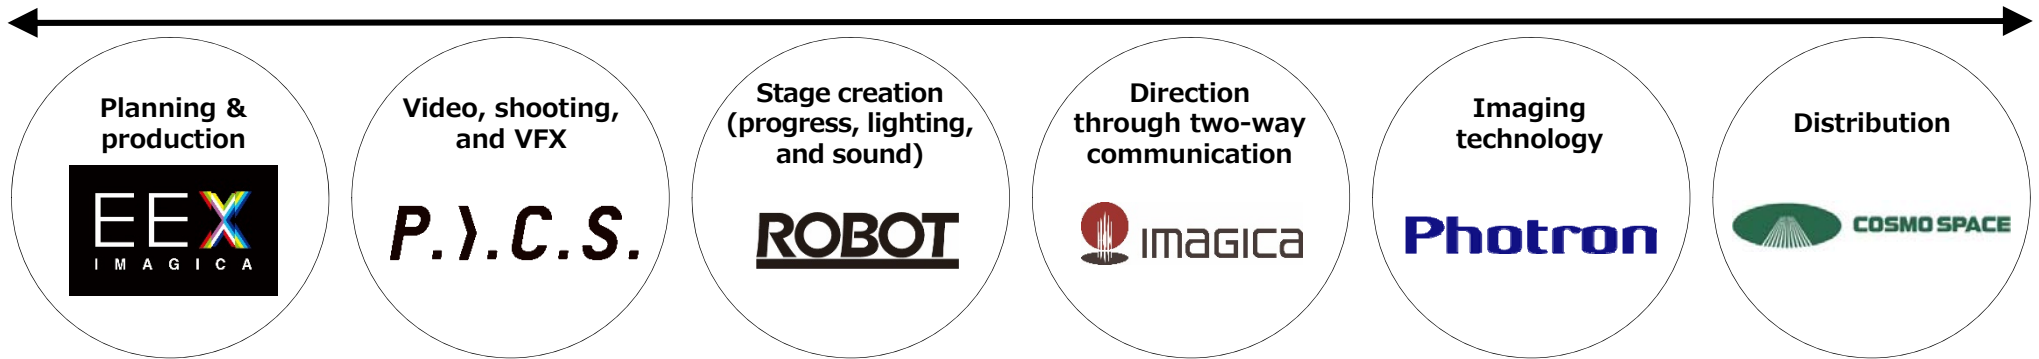 Planning &
production
EEX
IMAGICA
Video, shooting,
and VFX
P.I.C.S.
Stage creation
(progress, lighting,
and sound)
ROBOT
Direction
through two-way
communication
IMAGICA
Imaging
technology
Photron
Distribution
COSMO SPACE